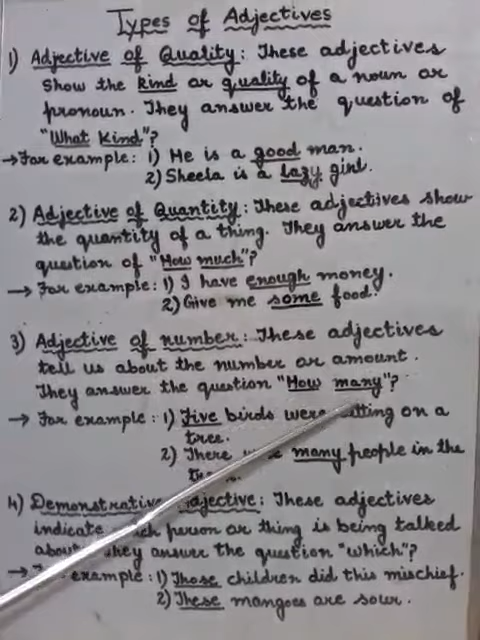 Types of Adjectives
1) Adjective of Quality: These adjectives
show the kind or quality of a noun or
pronoun. They answer the question of
"What Kind"?
→For example: 1) He is a good man.
2) Sheela is a lazy girl.
2) Adjective of Quantity: These adjectives show
the quantity of a thing. They answer the
question of "How much"?
→ For example: 1) I have enough money.
2) Give me some food.
3) Adjective of number: These adjectives
tell us about the number or amount.
They answer the question "How many"?
→ For example: 1) Five birds were sitting on a
tree.
2) There many people in the
4) Demonstrative Adjective: These adjectives
indicate which person or thing is being talked
about. They answer the question "which"?
→ For example: 1) Those children did this mischief.
2) These mangoes are sour.